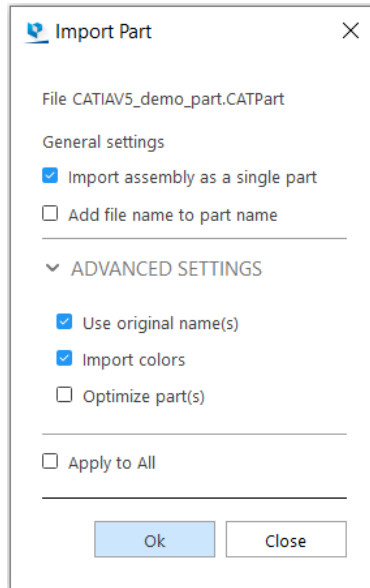 Import Part
File CATIAV5_demo_part.CATPart
General settings
Import assembly as a single part
Add file name to part name
ADVANCED SETTINGS
Use original name(s)
Import colors
Optimize part(s)
Apply to All
Ok
Close